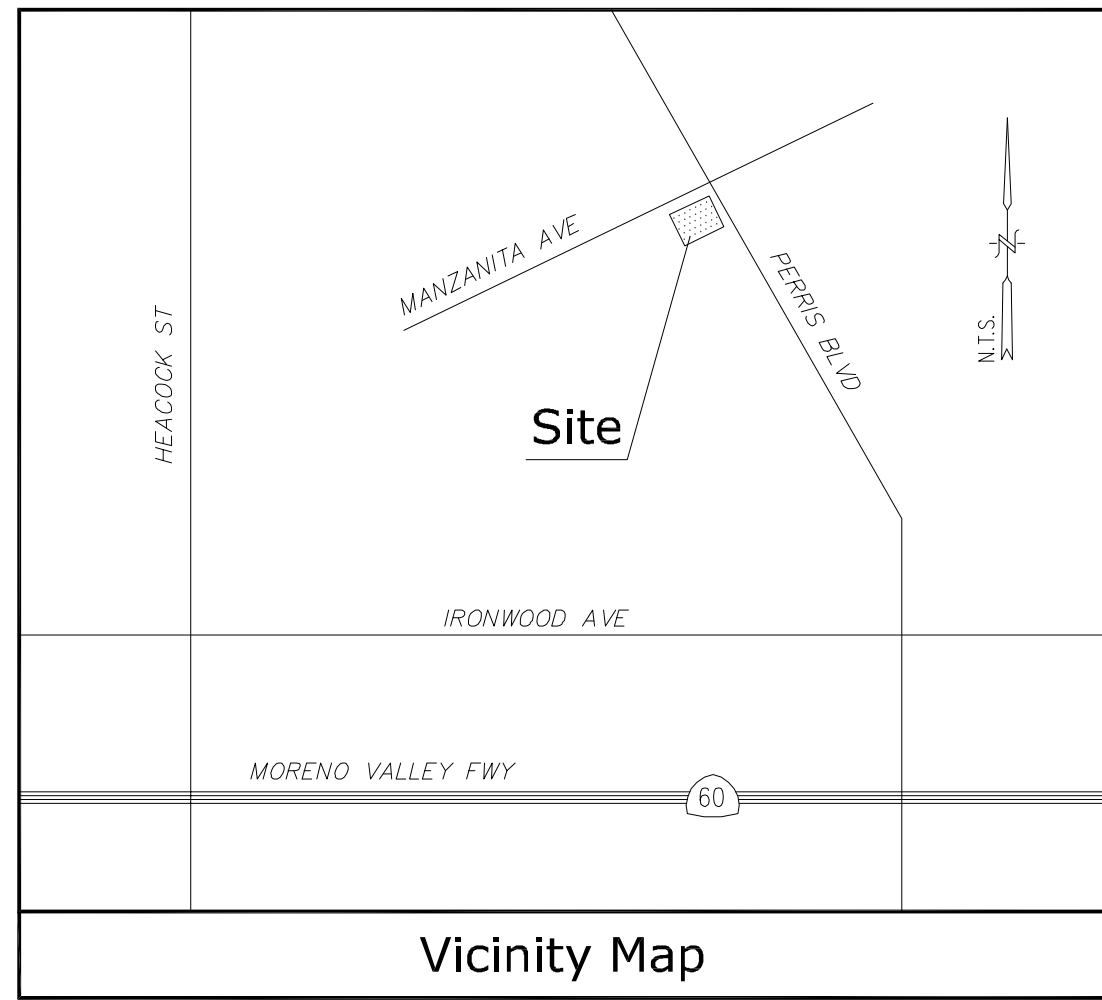 MANZANITA AVE
PERRIS BLVD
HEACOCK ST
N
N.T.S.
Site
IRONWOOD AVE
MORENO VALLEY FWY
60
Vicinity Map